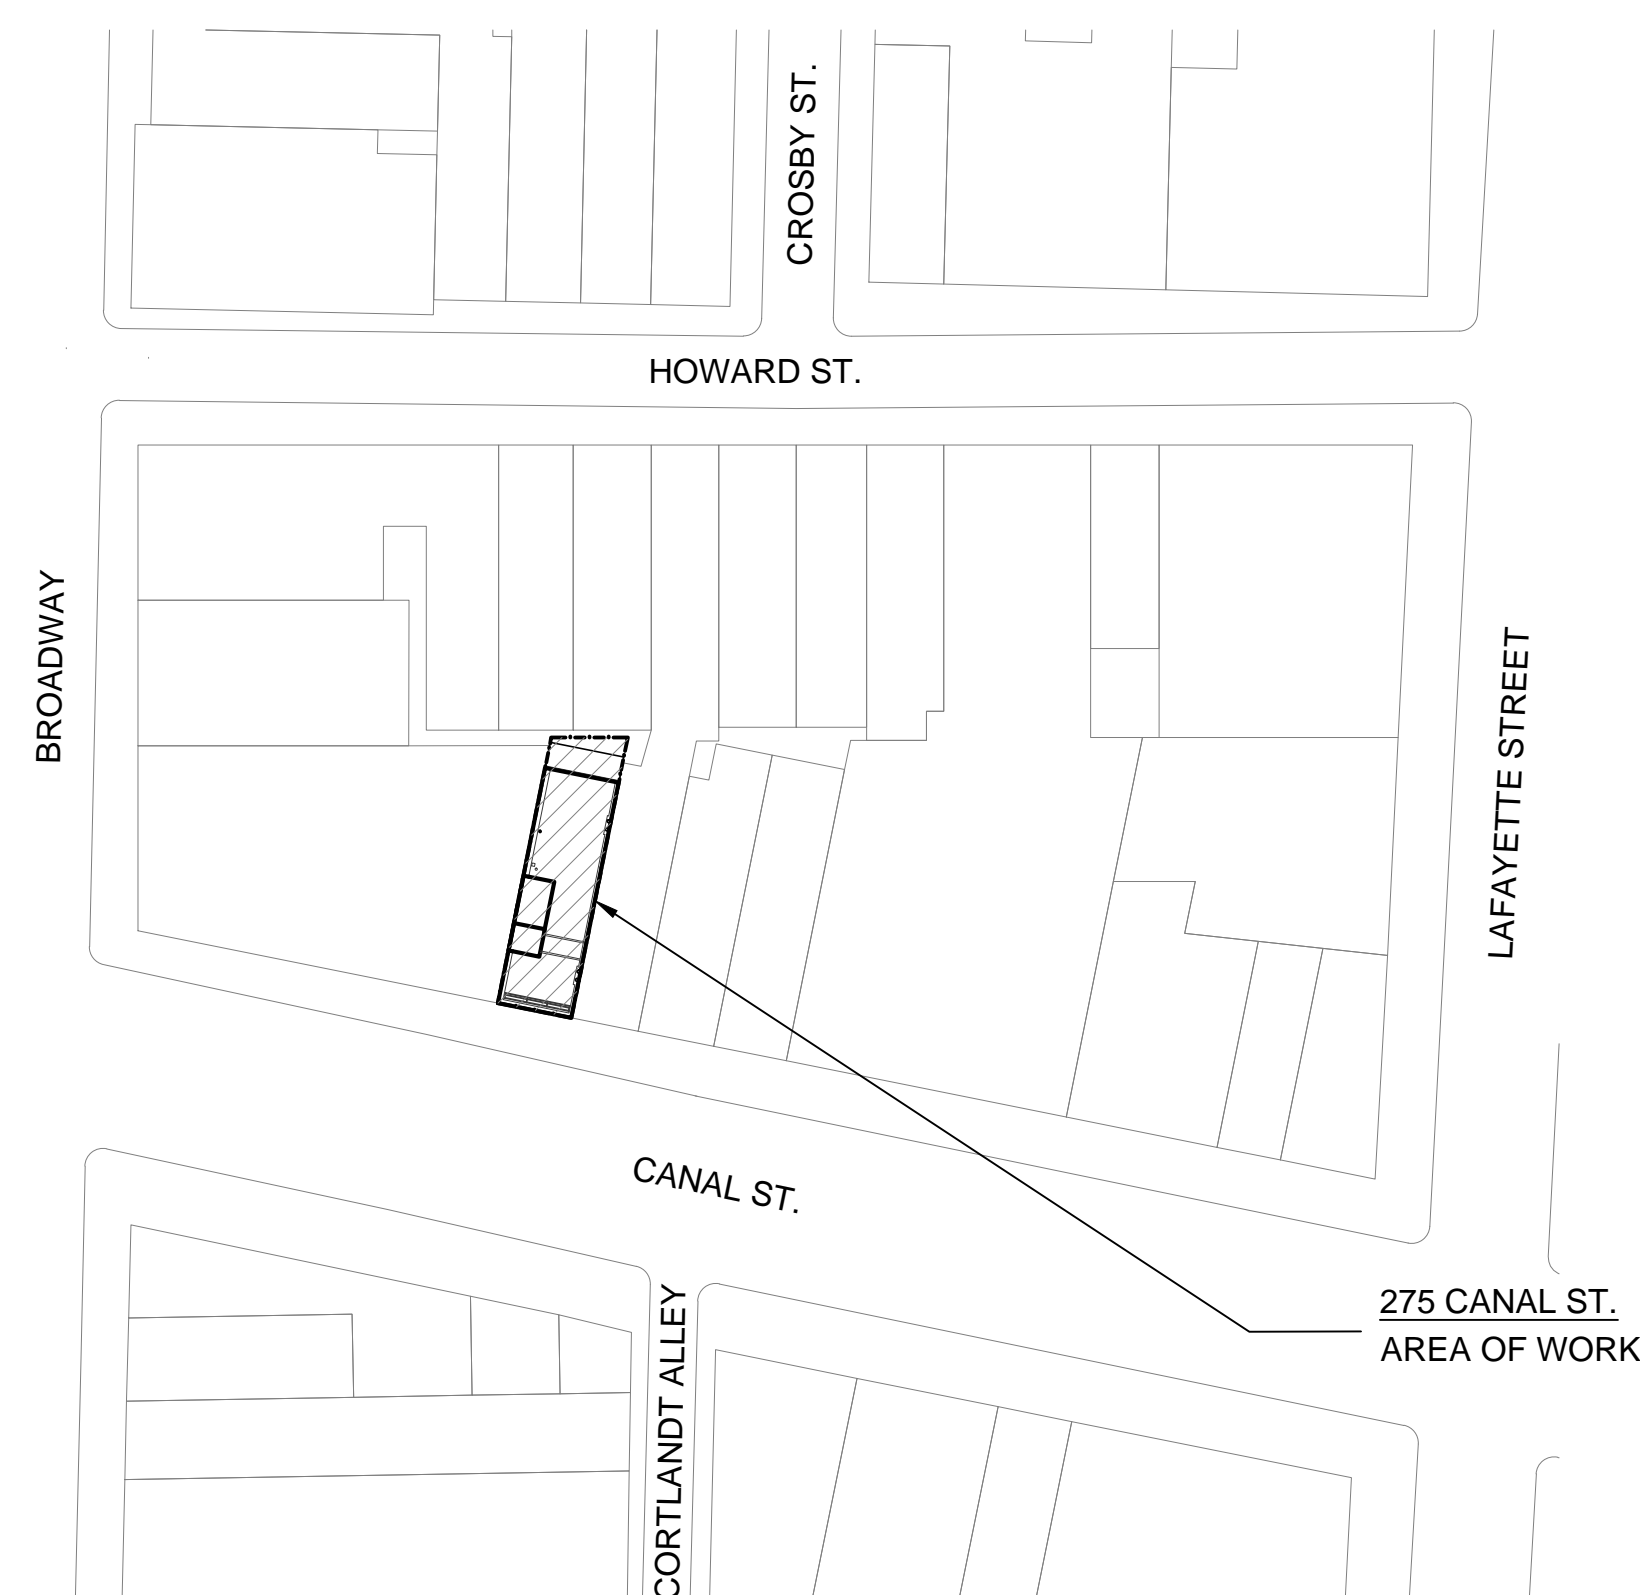 CROSBY ST.
HOWARD ST.
BROADWAY
LAFAYETTE STREET
CANAL ST.
275 CANAL ST.
AREA OF WORK
CORTLANDT ALLEY